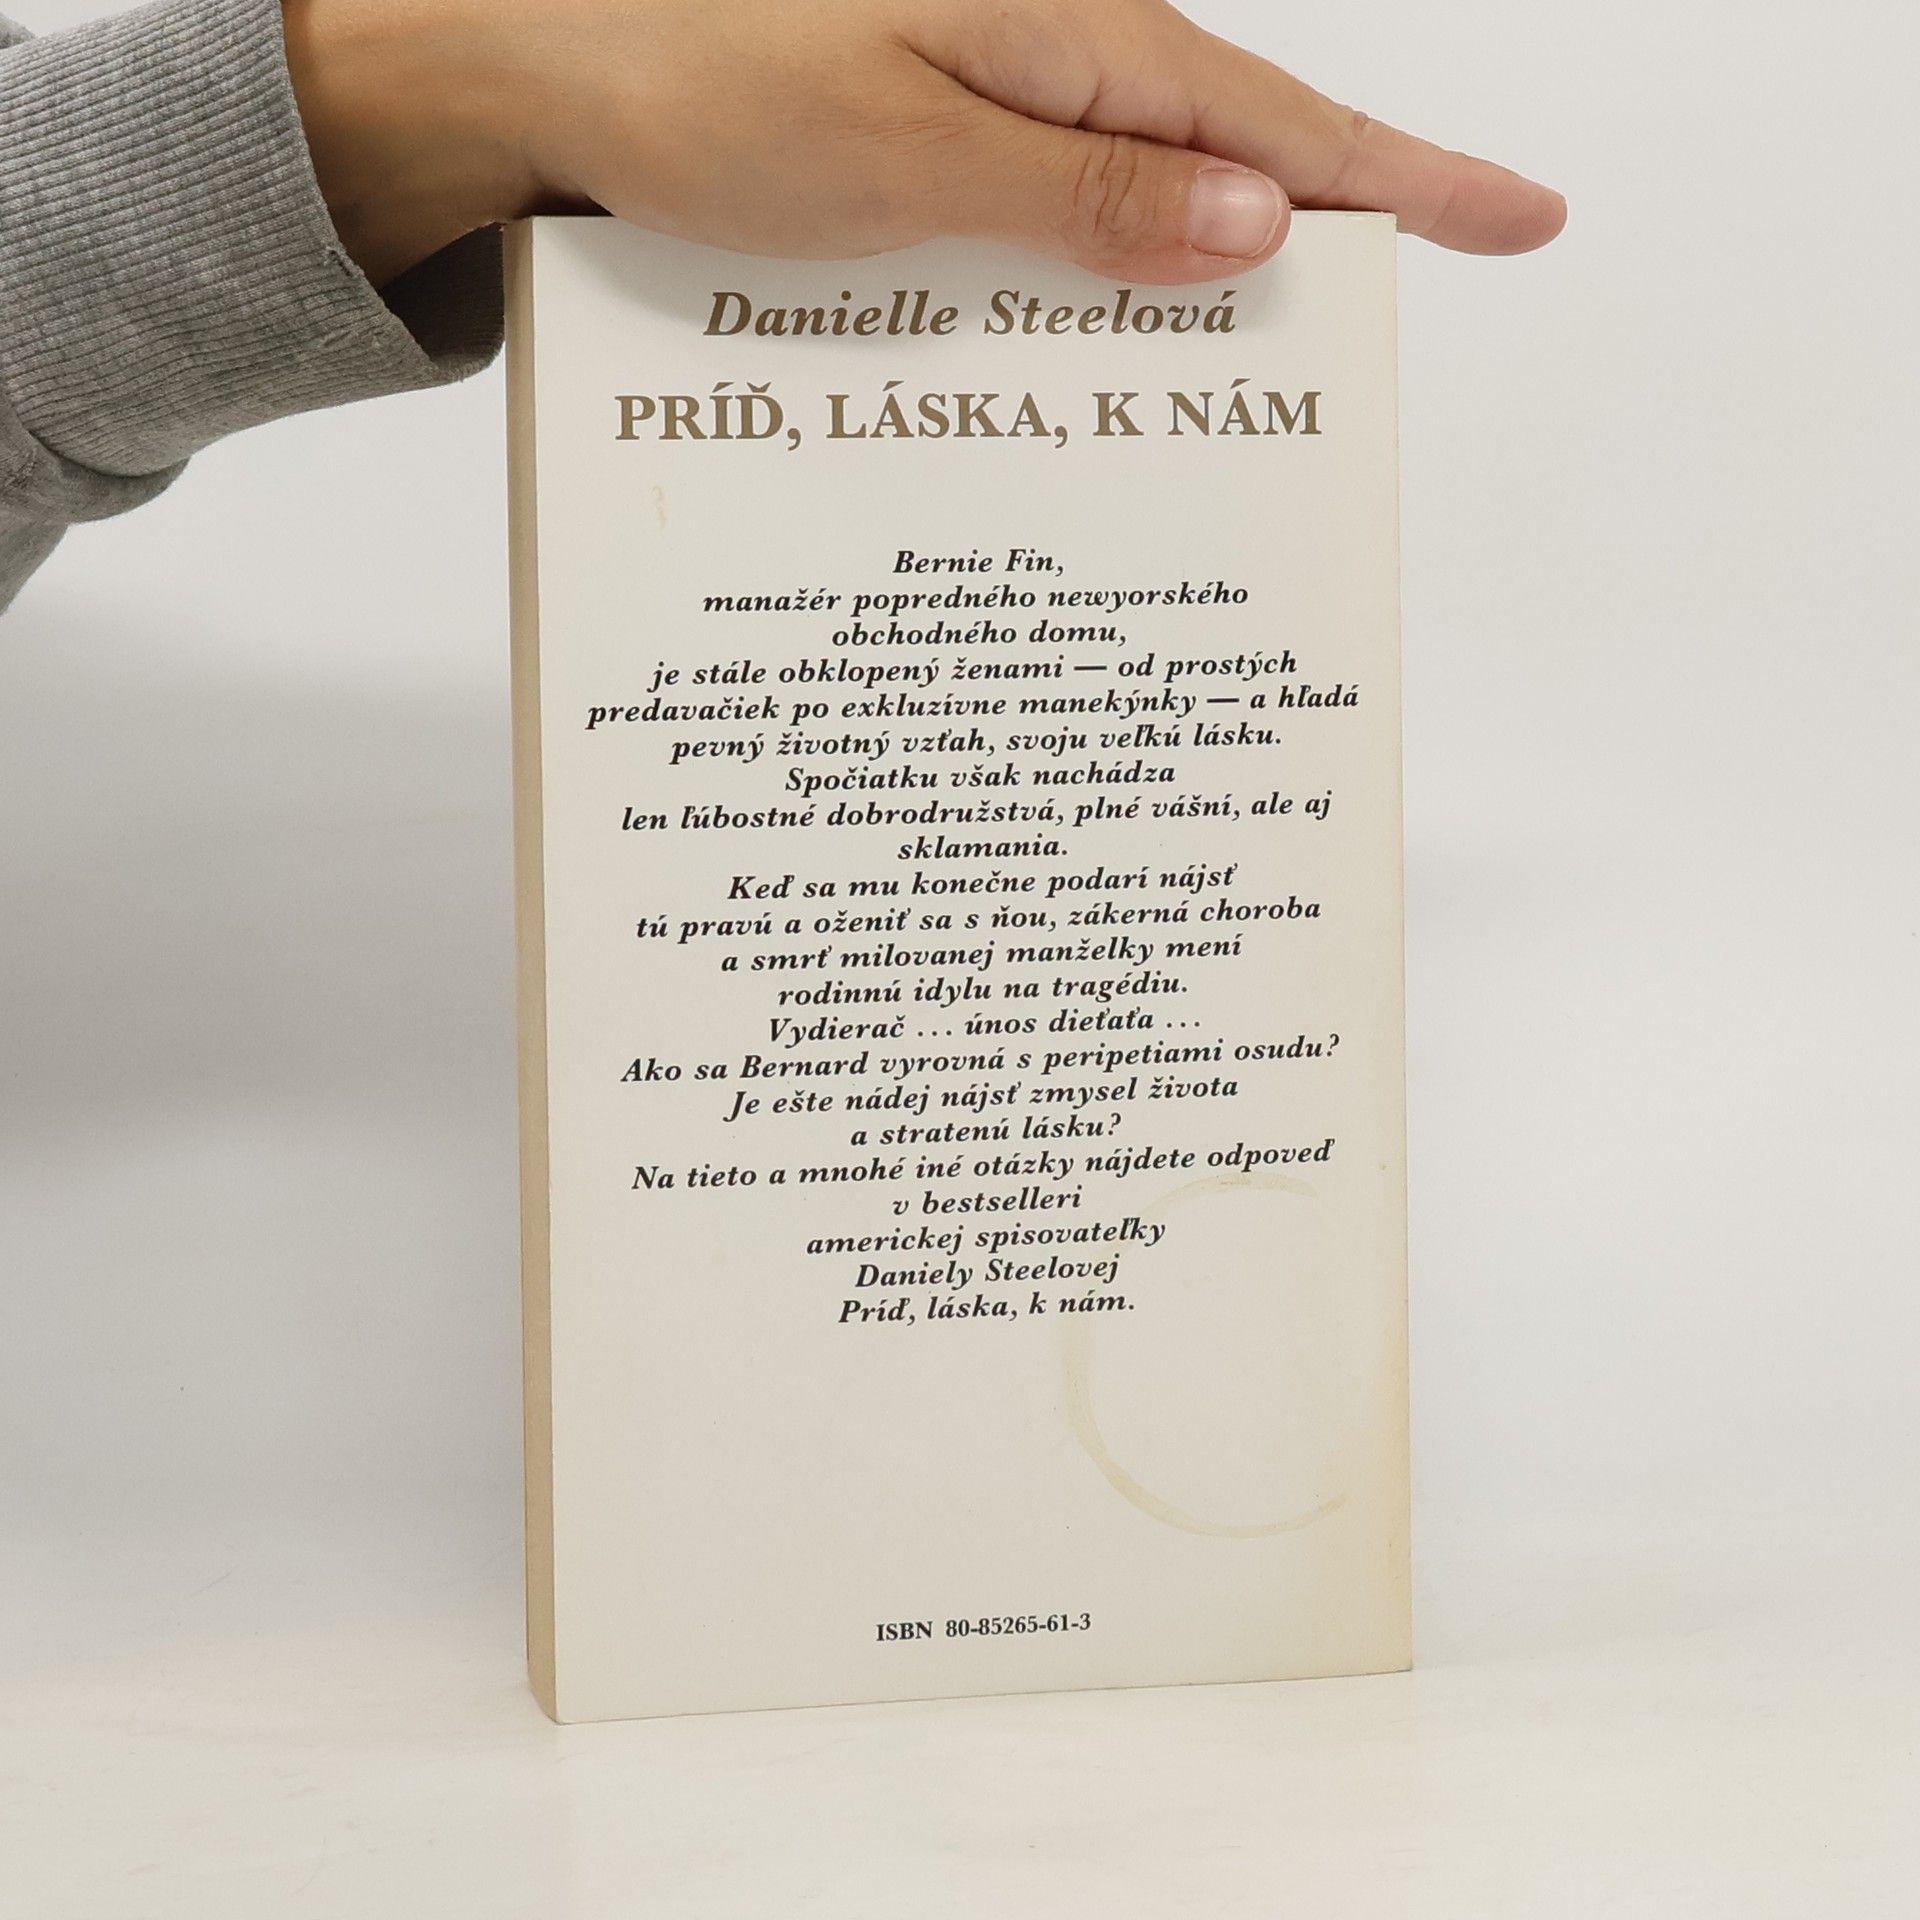 Danielle Steelová
PRÍĎ, LÁSKA, K NÁM
Bernie Fin,
manažér popredného newyorského
obchodného domu,
je stále obklopený ženami — od prostých
predavačiek po exkluzívne manekýnky — a hľadá
pevný životný vzťah, svoju veľkú lásku.
Spočiatku však nachádza
len ľúbostné dobrodružstvá, plné vášní, ale aj
sklamania.
Keď sa mu konečne podarí nájsť
tú pravú a oženiť sa s ňou, zákerná choroba
a smrť milovanej manželky mení
rodinnú idylu na tragédiu.
Vydierač ... únos dieťaťa ...
Ako sa Bernard vyrovná s peripetiami osudu?
Je ešte nádej nájsť zmysel života
a stratenú lásku?
Na tieto a mnohé iné otázky nájdete odpoveď
v bestselleri
americkej spisovateľky
Daniely Steelovej
Príď, láska, k nám.
ISBN 80-85265-61-3